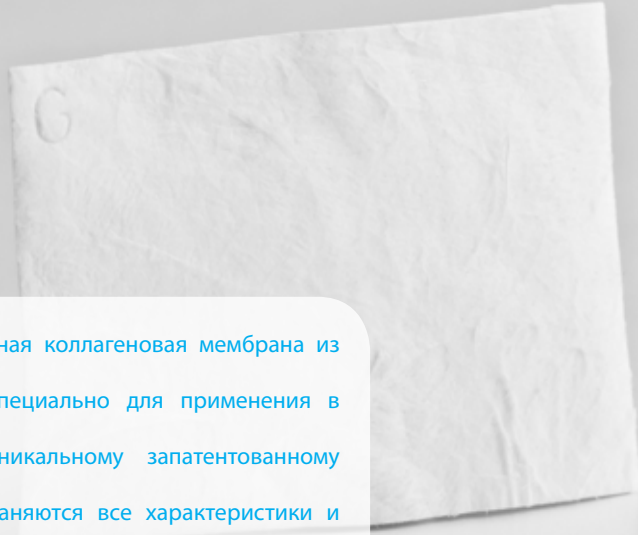 G
ная коллагеновая мембрана из
пециально для применения в
никальному запатентованному
аняются все характеристики и